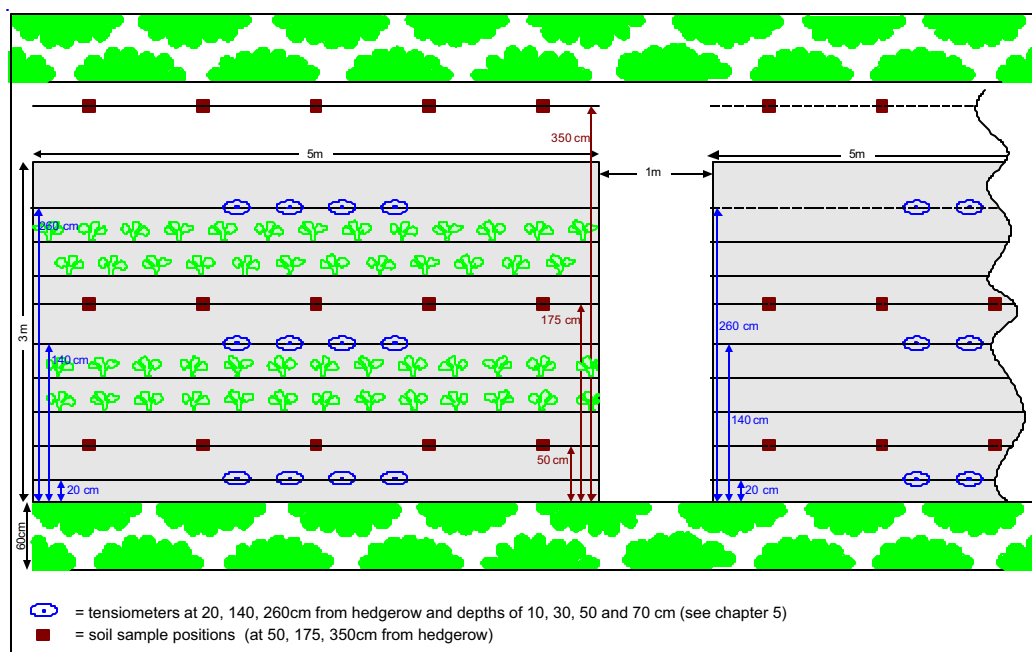 350 cm
5m
5m
1m
260 cm
3m
175 cm
260 cm
140 cm
140 cm
50 cm
20 cm
20 cm
60cm
= tensiometers at 20, 140, 260cm from hedgerow and depths of 10, 30, 50 and 70 cm (see chapter 5)
= soil sample positions (at 50, 175, 350cm from hedgerow)